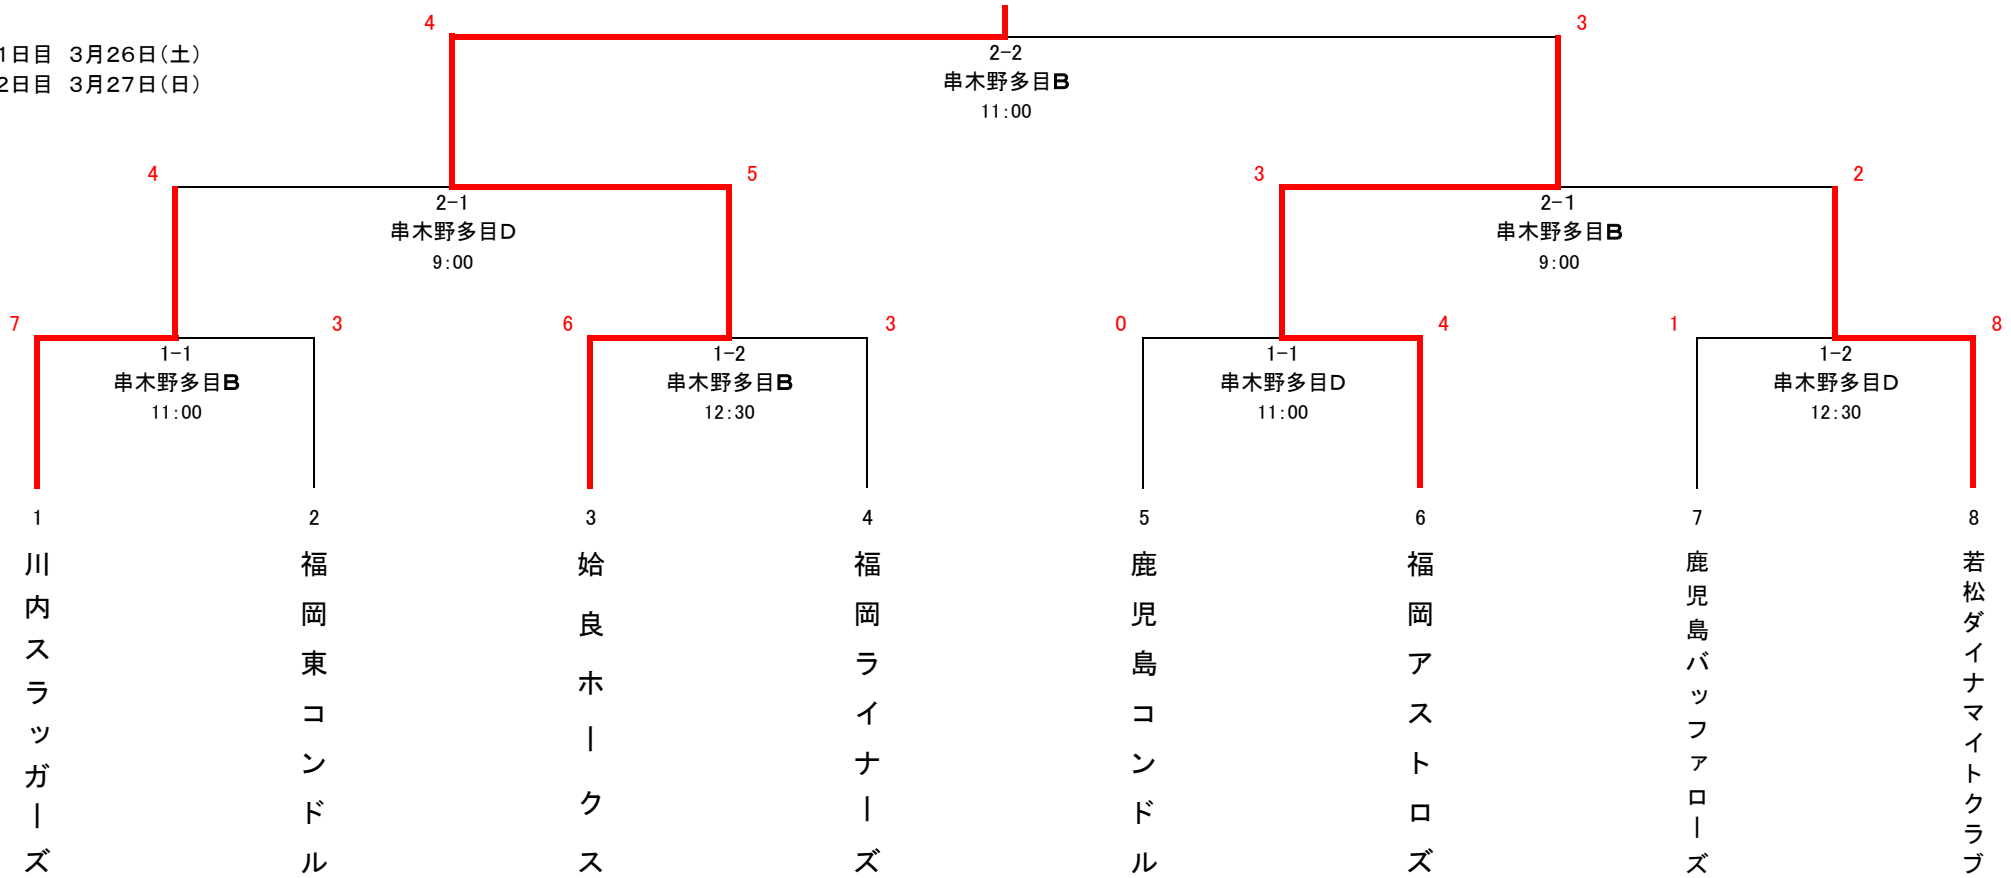 4
3
1日目 3月26日(土)
2-2
2日目 3月27日(日)
串木野多目B
11:00
4
5
3
2
2-1
2-1
串木野多目D
串木野多目B
9:00
9:00
7
3
6
3
0
4
1
8
1-1
1-2
1-1
1-2
串木野多目B
串木野多目B
串木野多目D
串木野多目D
11:00
12:30
11:00
12:30
1
2
3
4
5
6
7
8
川内スラッガーズ
福岡東コンドル
姶良ホークス
福岡ライナーズ
鹿児島コンドル
福岡アストロズ
鹿児島バッファローズ
若松ダイナマイトクラブ